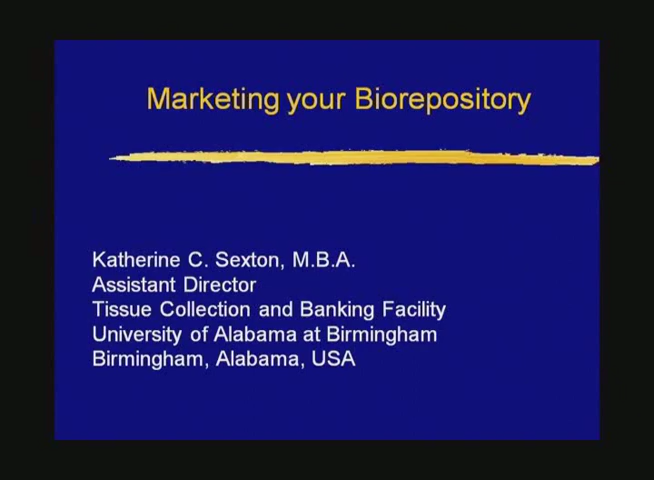 Marketing your Biorepository
Katherine C. Sexton, M.B.A.
Assistant Director
Tissue Collection and Banking Facility
University of Alabama at Birmingham
Birmingham, Alabama, USA